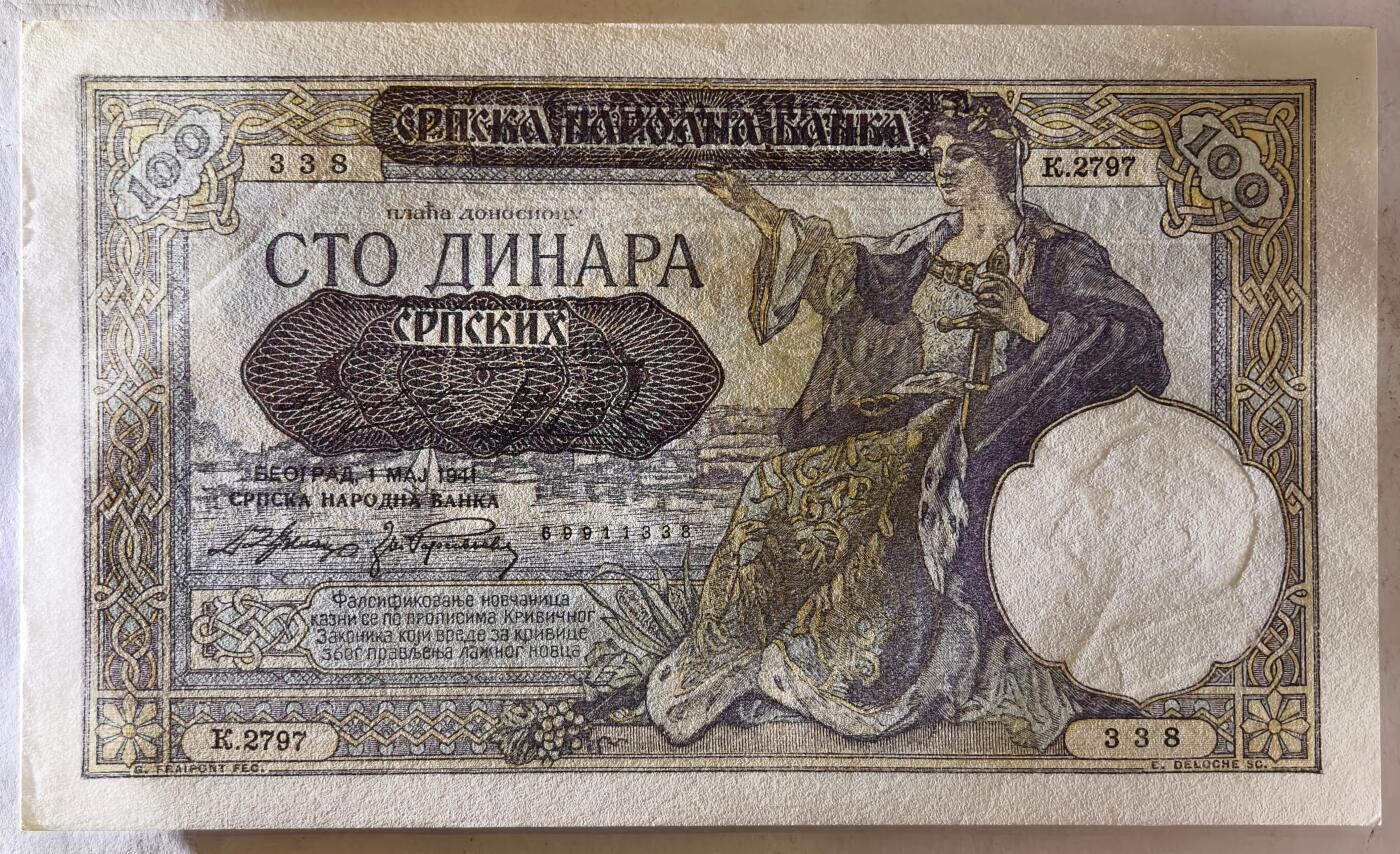 СРПСКА НАРОДНА БАНКА
100
338
К.2797
100
плаћа доносиоцу
СТО ДИНАРА
СРПСКИХ
БЕОГРАД, 1 МАЈ 1941
СРПСКА НАРОДНА БАНКА
69911338
Фалсификовање новчаница
казни се по прописима Кривичног
Законика који вреде за кривице
због прављења лажног новца
К.2797
338
G. FRAIPONT FEC.
E. DELOCHE SC.